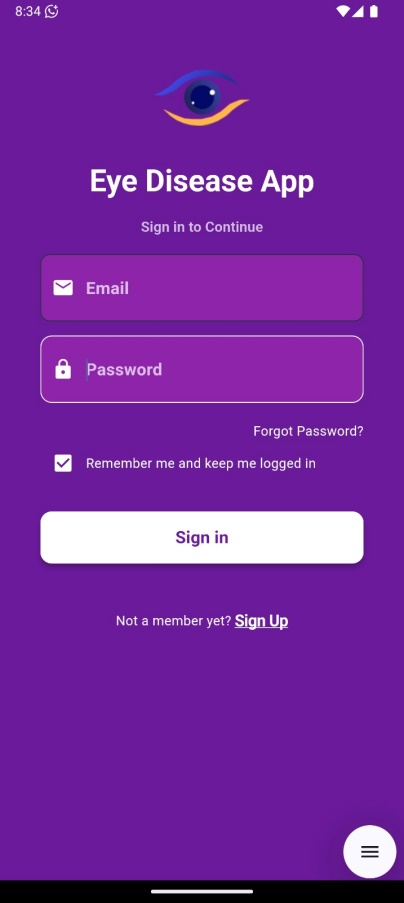 8:34
Eye Disease App
Sign in to Continue
Email
Password
Forgot Password?
Remember me and keep me logged in
Sign in
Not a member yet? Sign Up